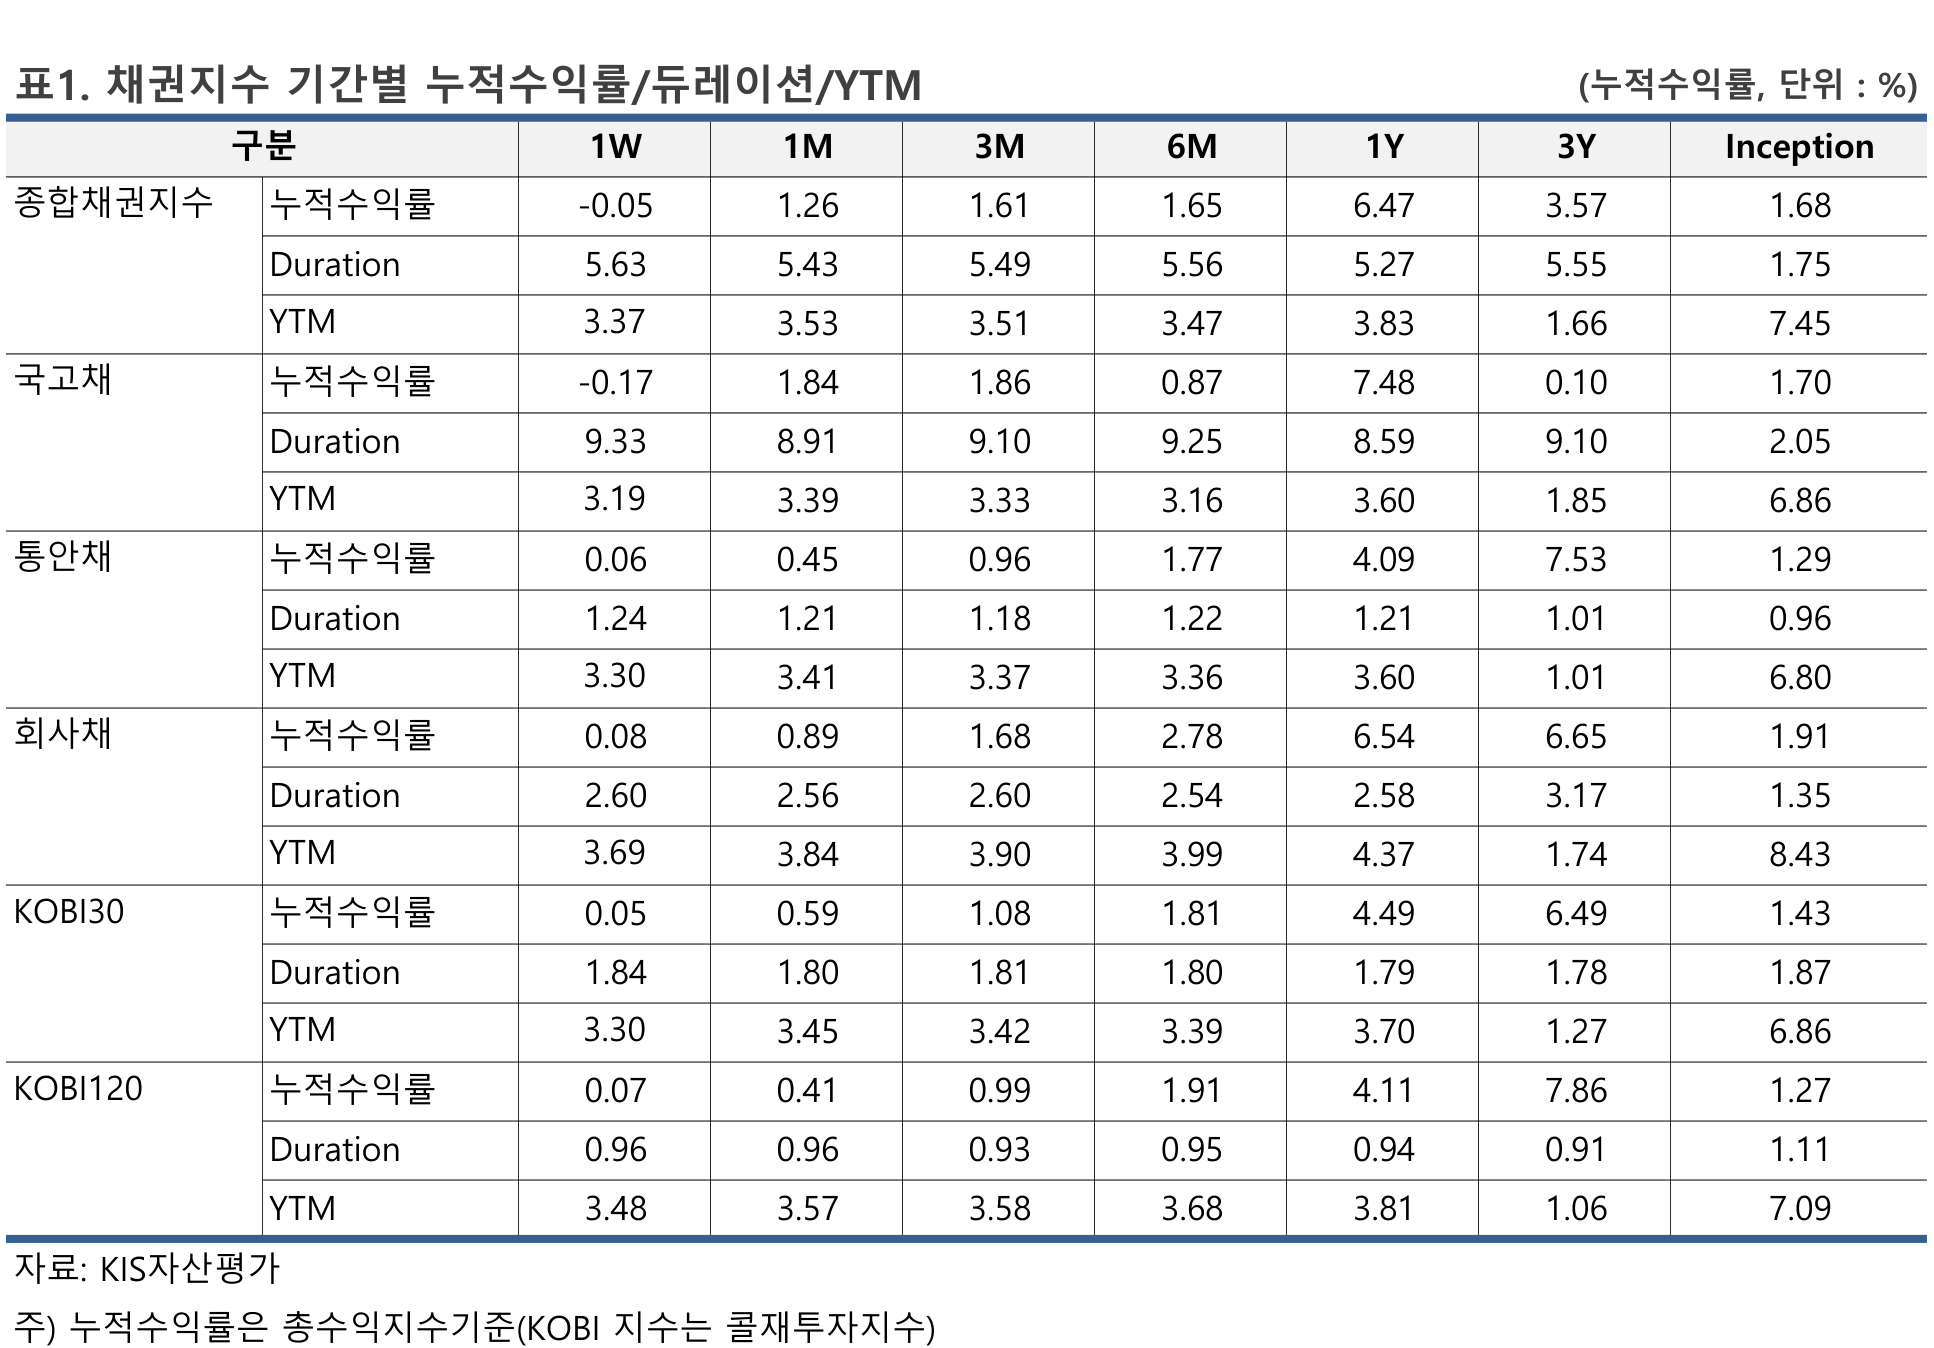 표1. 채권지수 기간별 누적수익률/듀레이션/YTM (누적수익률, 단위 : %)
구분 1W 1M 3M 6M 1Y 3Y Inception
종합채권지수 누적수익률 -0.05 1.26 1.61 1.65 6.47 3.57 1.68
Duration 5.63 5.43 5.49 5.56 5.27 5.55 1.75
YTM 3.37 3.53 3.51 3.47 3.83 1.66 7.45
국고채 누적수익률 -0.17 1.84 1.86 0.87 7.48 0.10 1.70
Duration 9.33 8.91 9.10 9.25 8.59 9.10 2.05
YTM 3.19 3.39 3.33 3.16 3.60 1.85 6.86
통안채 누적수익률 0.06 0.45 0.96 1.77 4.09 7.53 1.29
Duration 1.24 1.21 1.18 1.22 1.21 1.01 0.96
YTM 3.30 3.41 3.37 3.36 3.60 1.01 6.80
회사채 누적수익률 0.08 0.89 1.68 2.78 6.54 6.65 1.91
Duration 2.60 2.56 2.60 2.54 2.58 3.17 1.35
YTM 3.69 3.84 3.90 3.99 4.37 1.74 8.43
KOBI30 누적수익률 0.05 0.59 1.08 1.81 4.49 6.49 1.43
Duration 1.84 1.80 1.81 1.80 1.79 1.78 1.87
YTM 3.30 3.45 3.42 3.39 3.70 1.27 6.86
KOBI120 누적수익률 0.07 0.41 0.99 1.91 4.11 7.86 1.27
Duration 0.96 0.96 0.93 0.95 0.94 0.91 1.11
YTM 3.48 3.57 3.58 3.68 3.81 1.06 7.09
자료: KIS자산평가
주) 누적수익률은 총수익지수기준(KOBI 지수는 콜재투자지수)